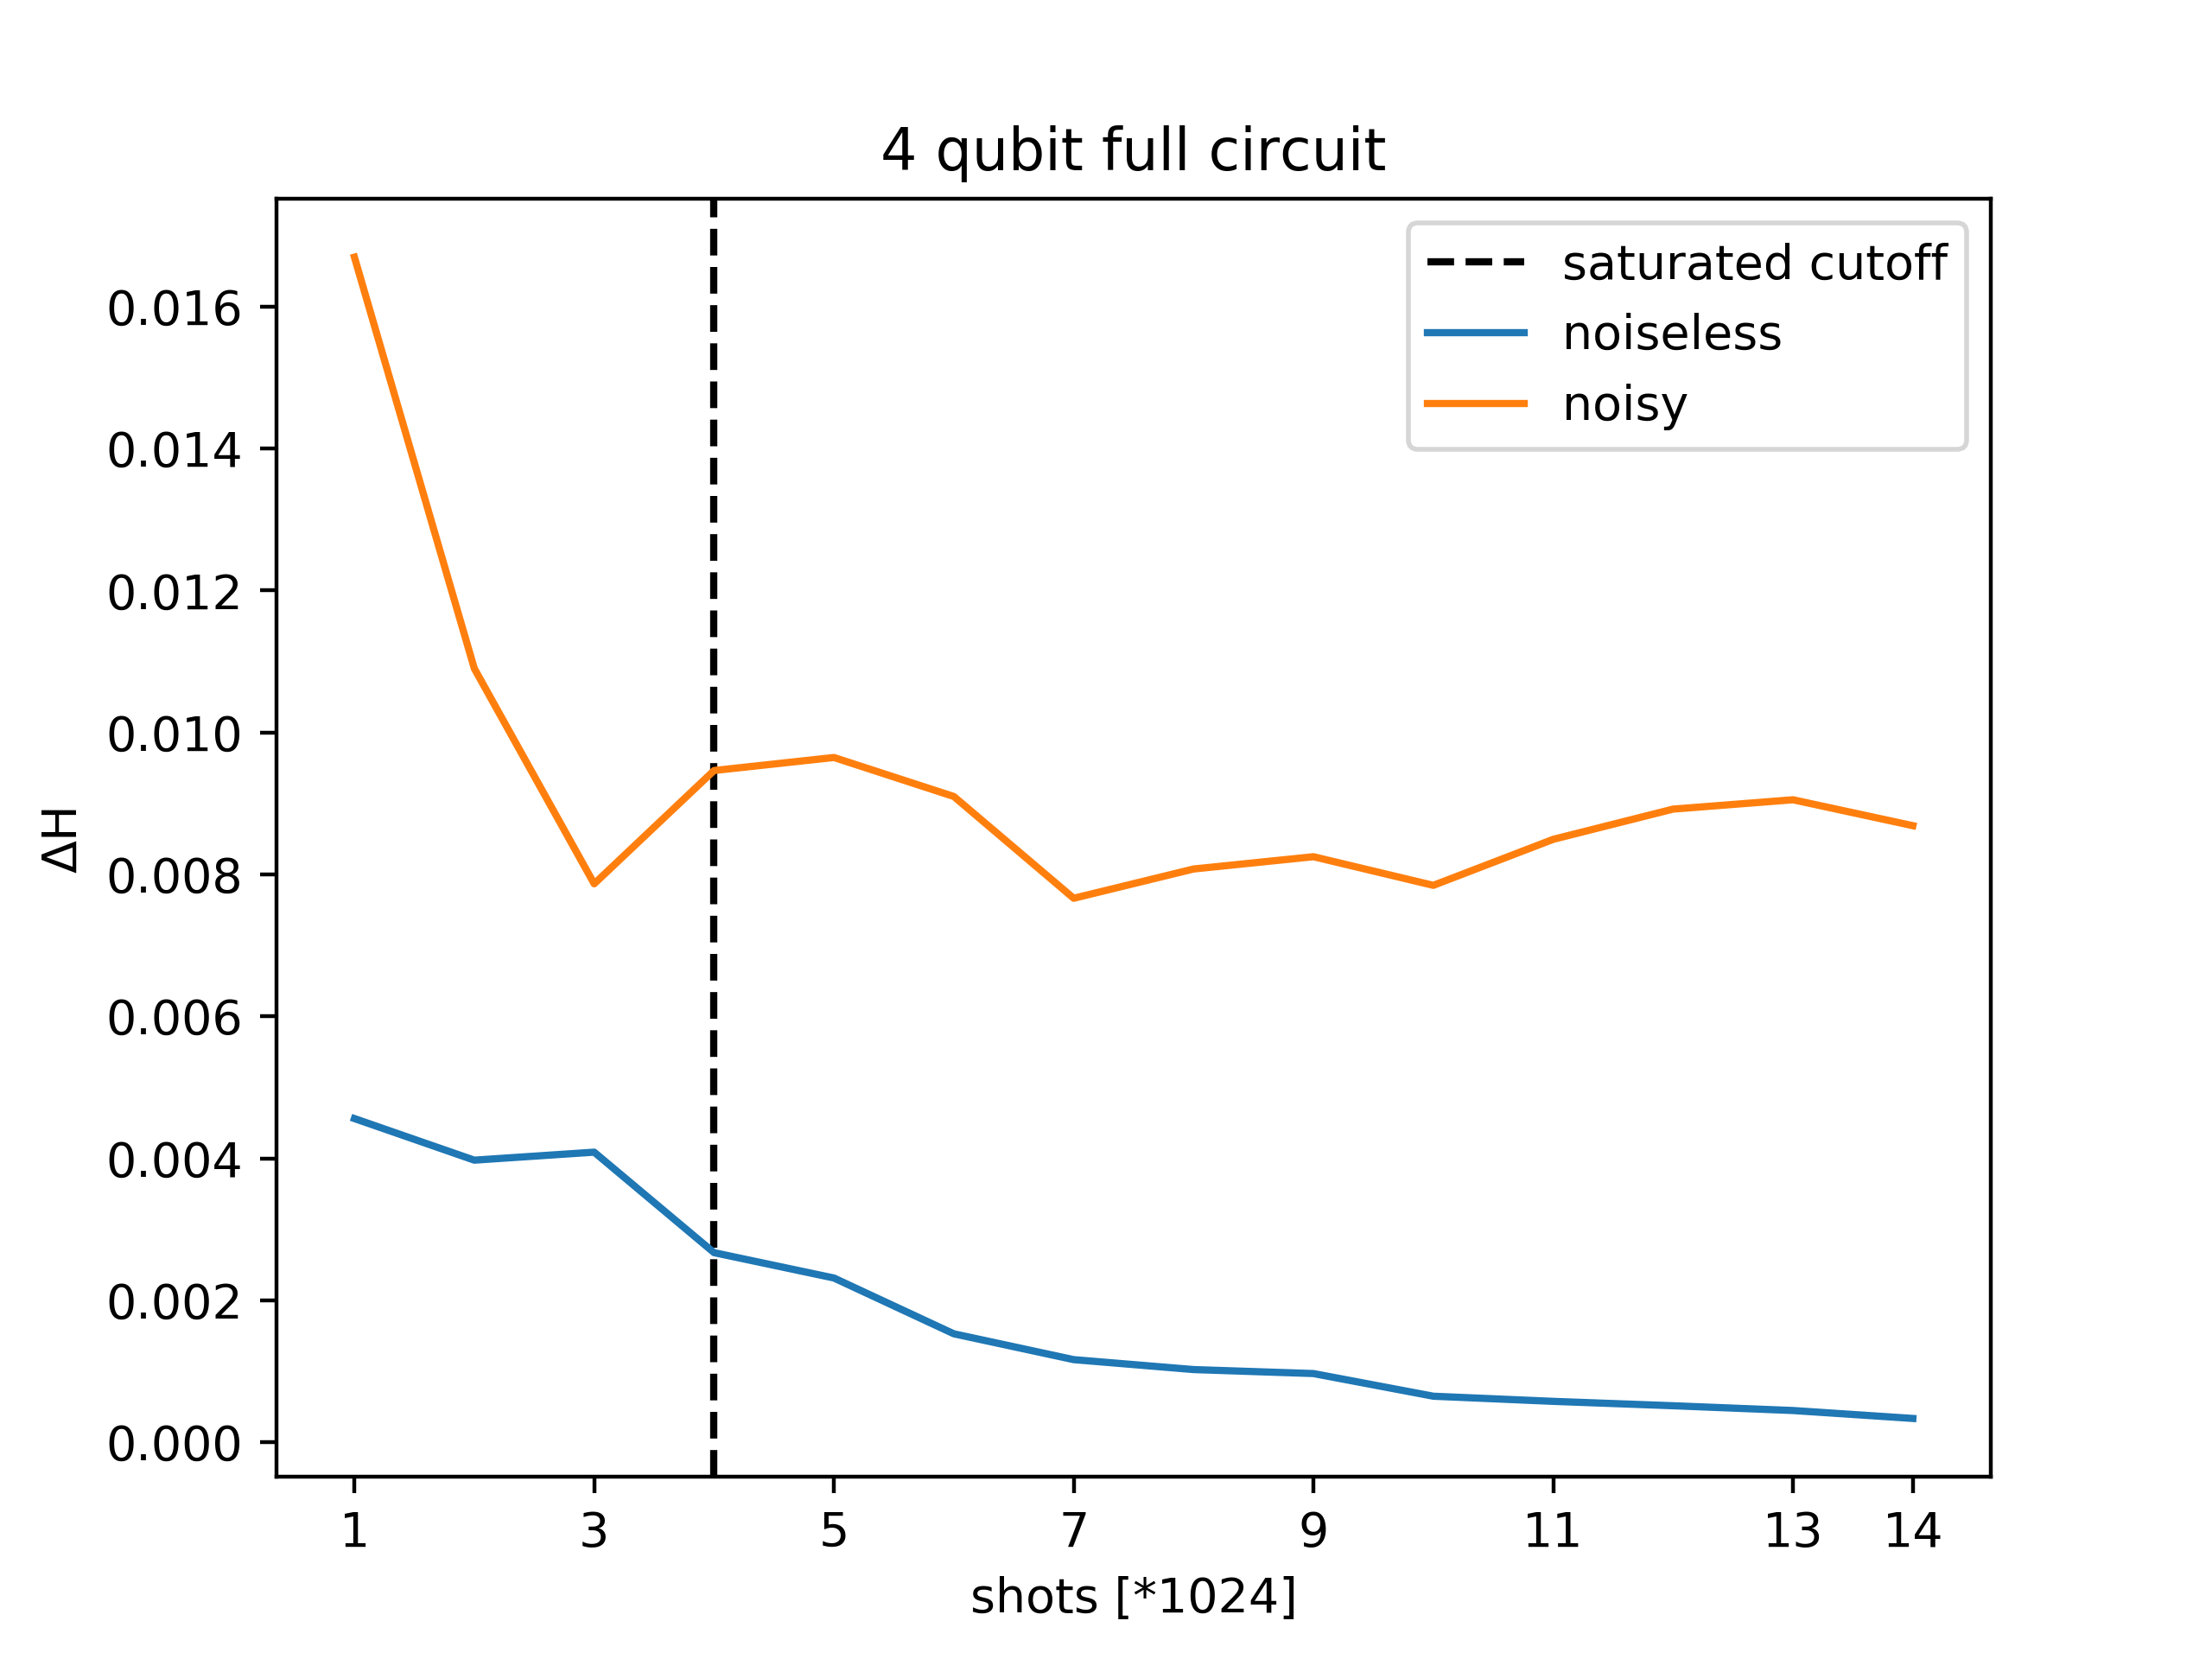 4 qubit full circuit
saturated cutoff
noiseless
noisy
0.016
0.014
0.012
0.010
0.008
0.006
0.004
0.002
0.000
ΔH
1 3 5 7 9 11 13 14
shots [*1024]